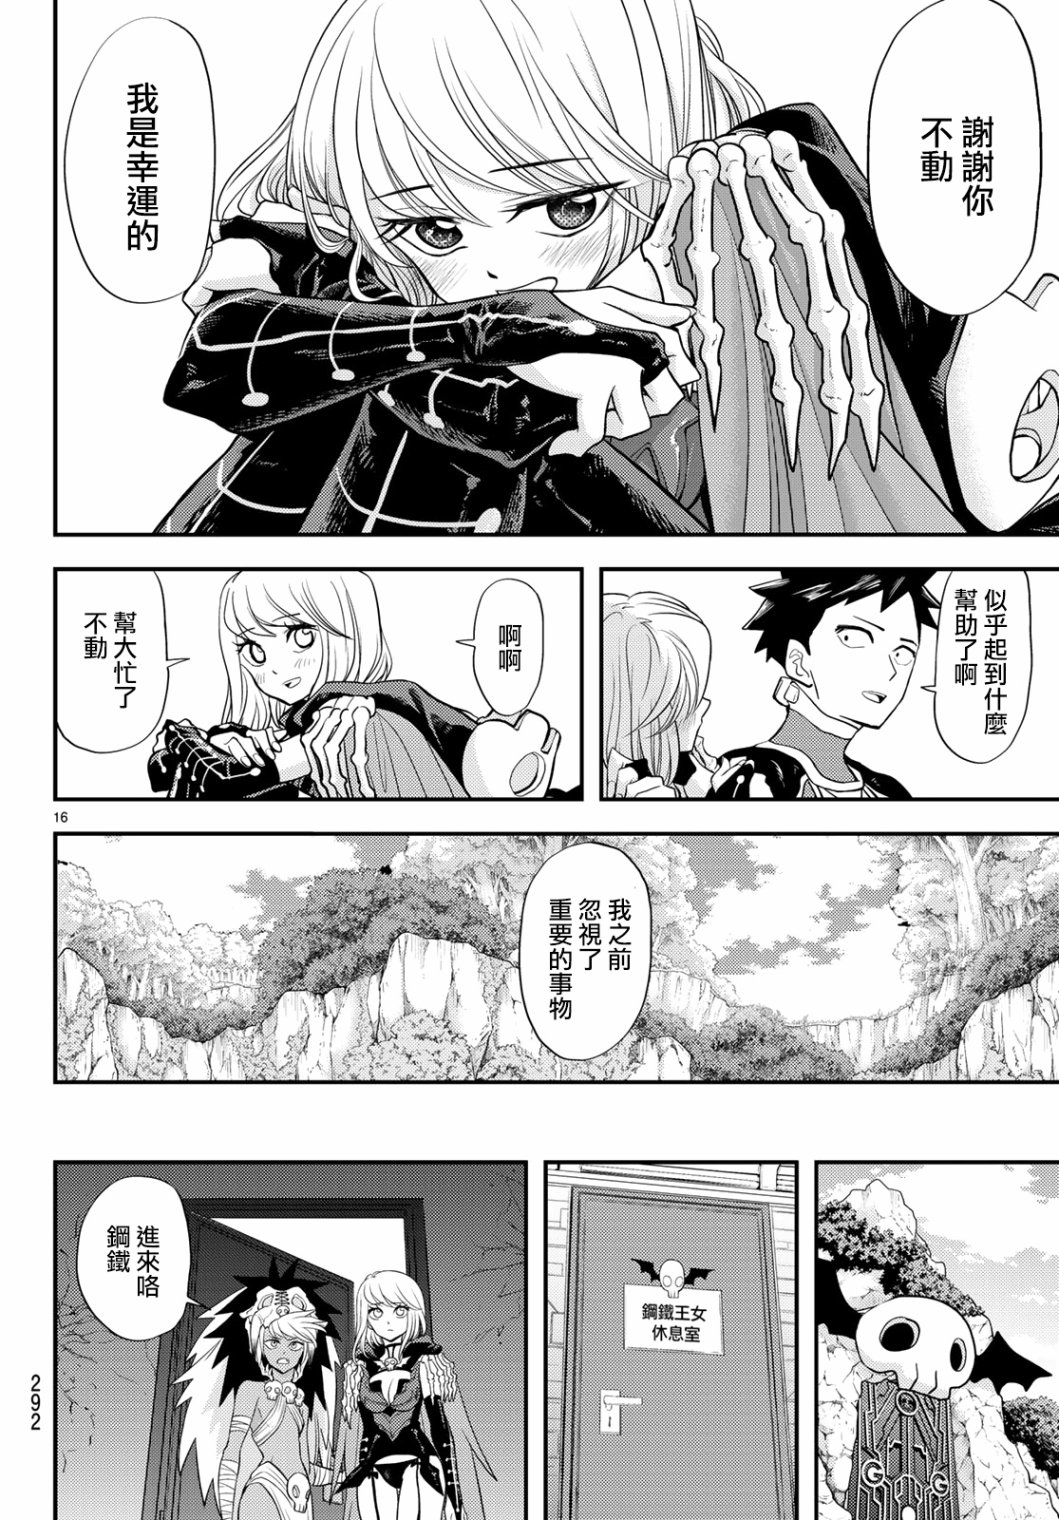 謝謝你
不動
我是幸運的
似乎起到什麼
幫助了啊
啊啊
幫大忙了
不動
16
我之前
忽視了
重要的事物
鋼鐵王女
休息室
進來咯
鋼鐵
292